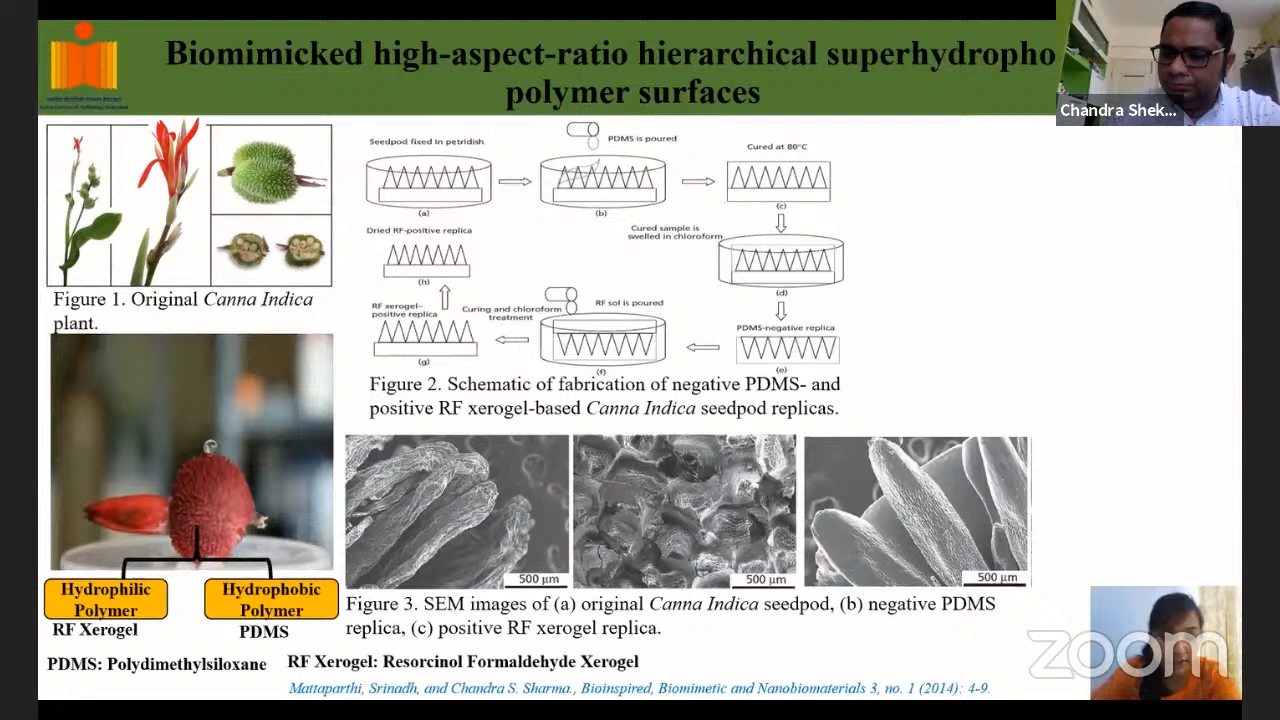 Biomimicked high-aspect-ratio hierarchical superhydropho
polymer surfaces
Chandra Shek...
Figure 1. Original Canna Indica
plant.
Seedpod fixed in petridish
(a)
PDMS is poured
(b)
Cured at 80°C
(c)
Cured sample is
swelled in chloroform
(d)
PDMS-negative replica
(e)
RF sol is poured
(f)
Curing and chloroform
treatment
RF xerogel–
positive replica
(g)
Dried RF-positive replica
(h)
Figure 2. Schematic of fabrication of negative PDMS- and
positive RF xerogel-based Canna Indica seedpod replicas.
500 µm
500 µm
500 µm
Figure 3. SEM images of (a) original Canna Indica seedpod, (b) negative PDMS
replica, (c) positive RF xerogel replica.
Hydrophilic
Polymer
RF Xerogel
Hydrophobic
Polymer
PDMS
PDMS: Polydimethylsiloxane
RF Xerogel: Resorcinol Formaldehyde Xerogel
Mattaparthi, Srinadh, and Chandra S. Sharma., Bioinspired, Biomimetic and Nanobiomaterials 3, no. 1 (2014): 4-9.
zoom